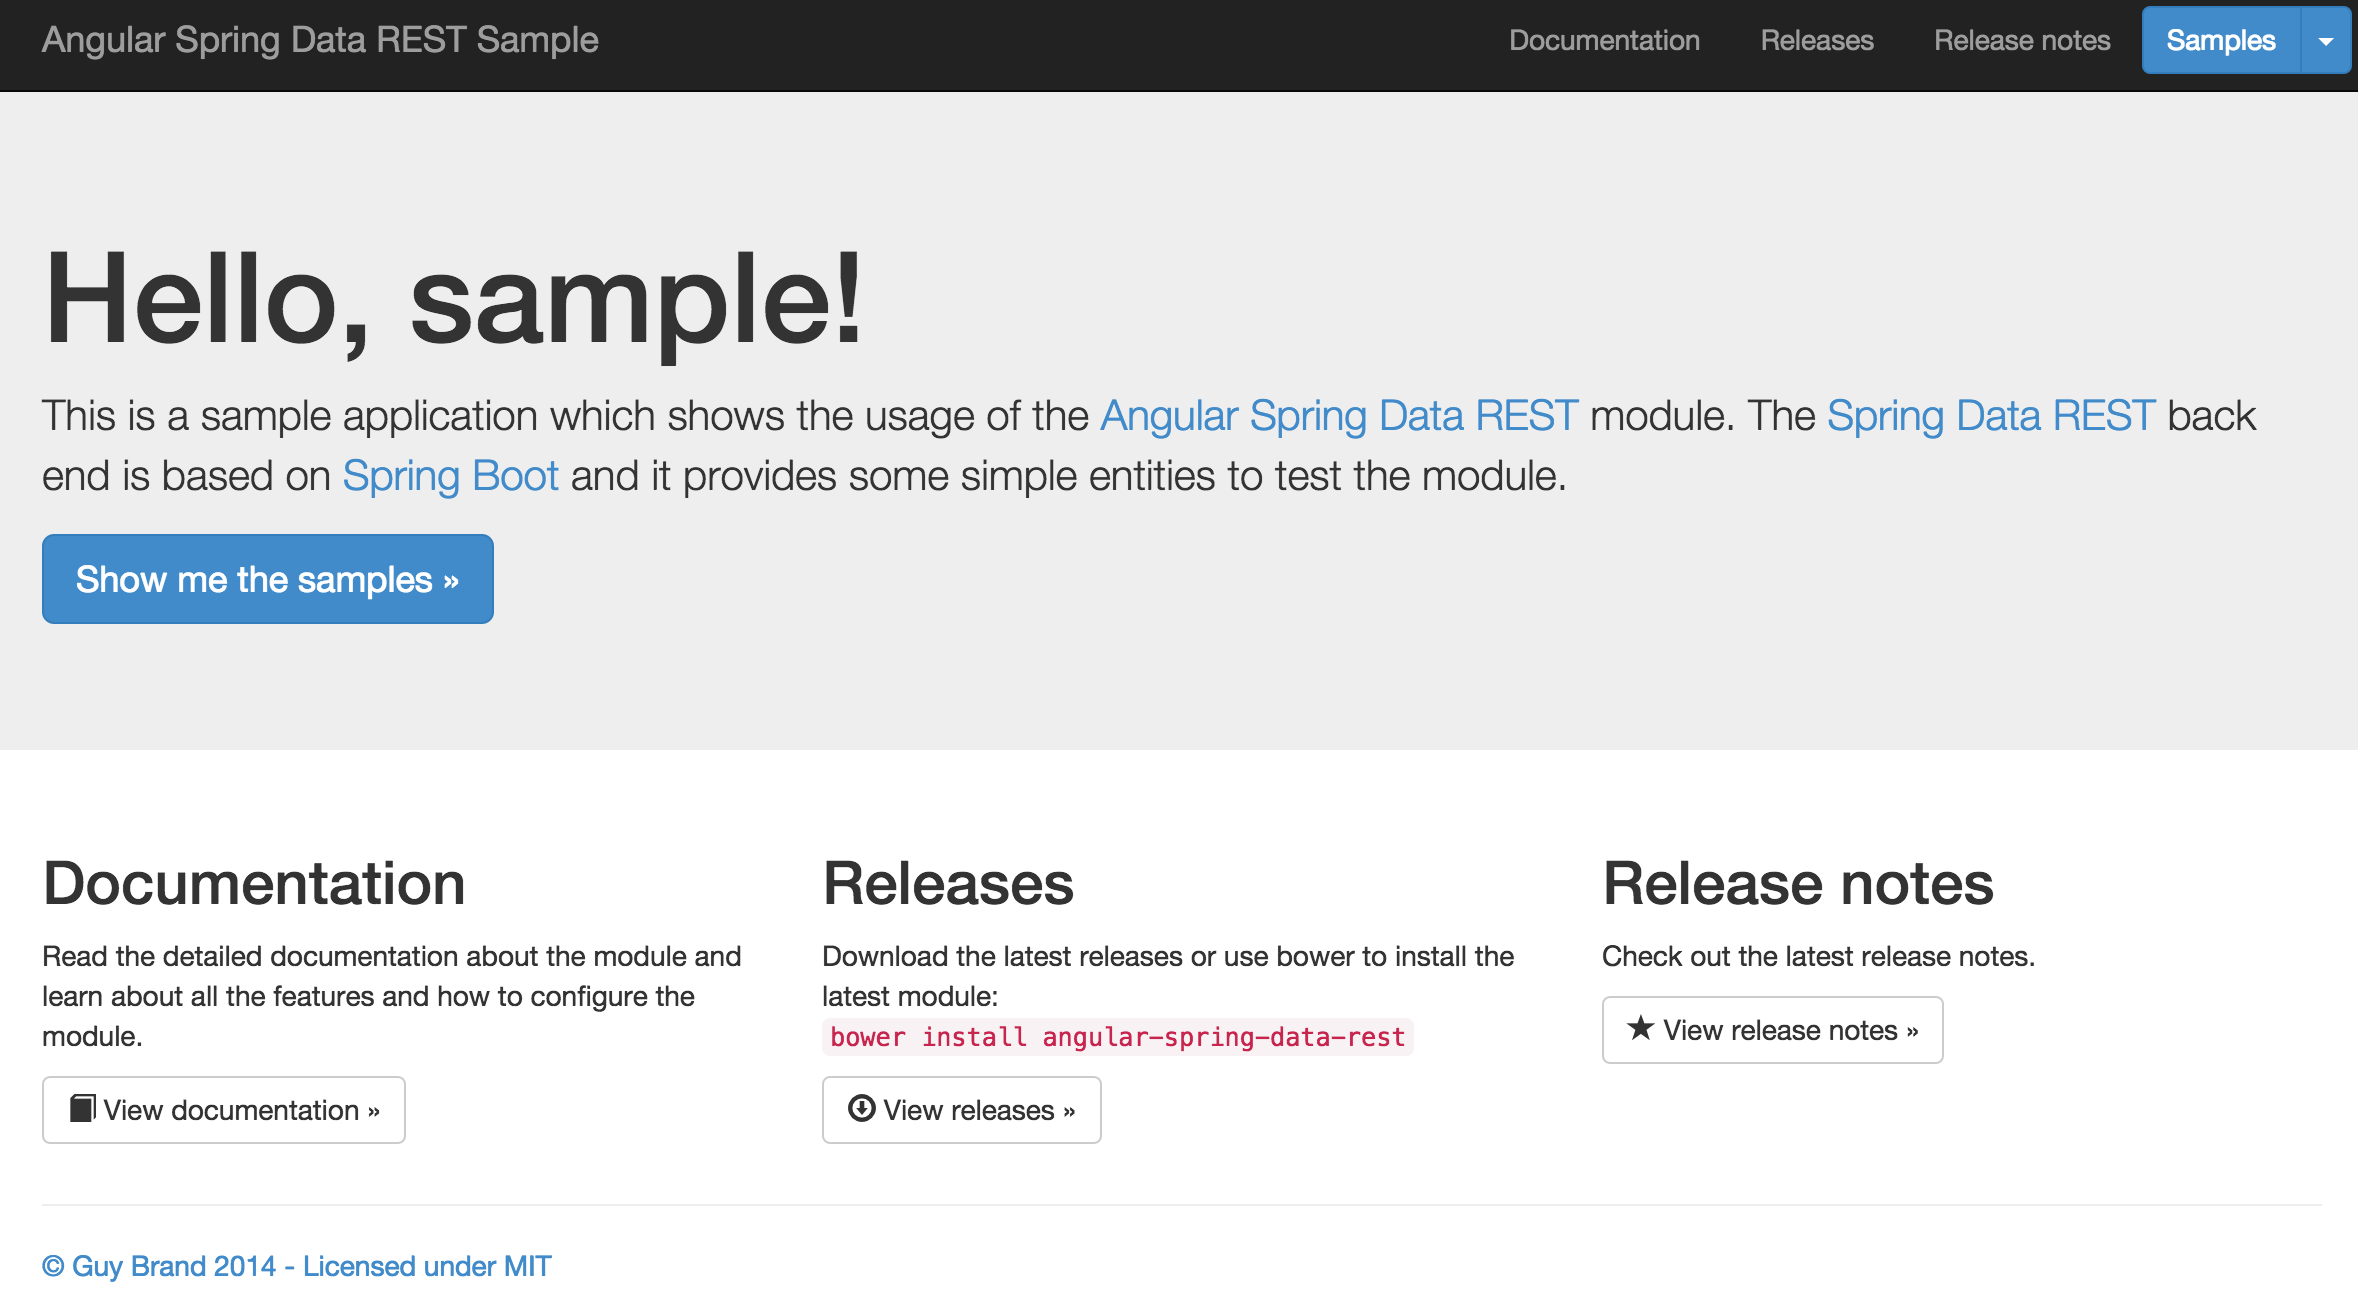 Angular Spring Data REST Sample
Documentation
Releases
Release notes
Samples
Hello, sample!
This is a sample application which shows the usage of the Angular Spring Data REST module. The Spring Data REST back
end is based on Spring Boot and it provides some simple entities to test the module.
Show me the samples »
Documentation
Read the detailed documentation about the module and
learn about all the features and how to configure the
module.
View documentation »
Releases
Download the latest releases or use bower to install the
latest module:
bower install angular-spring-data-rest
View releases »
Release notes
Check out the latest release notes.
View release notes »
© Guy Brand 2014 - Licensed under MIT